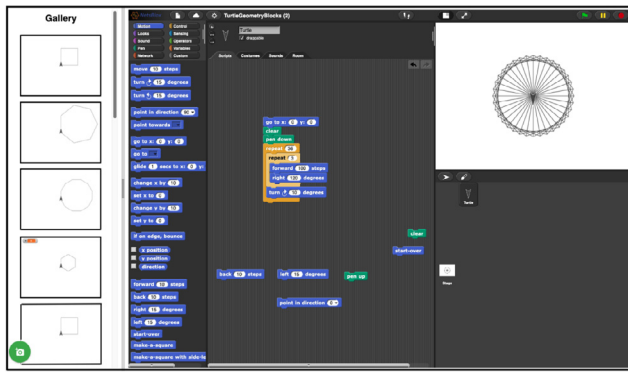 Gallery
TurtleGeometryBlocks (3)
Motion
Looks
Sound
Pen
Network
Control
Sensing
Operators
Variables
Custom
move 10 steps
turn 15 degrees
turn 15 degrees
point in direction 90
point towards
go to x: 0 y: 0
go to
glide 1 secs to x: 0 y:
change x by 10
set x to 0
change y by 10
set y to 0
if on edge, bounce
x position
y position
direction
forward 10 steps
back 10 steps
right 15 degrees
left 15 degrees
start-over
make-a-square
make-a-square with side-le
Turtle
draggable
Scripts Costumes Sounds Room
go to x: 0 y: 0
clear
pen down
repeat 36
repeat
forward 100 steps
right degrees
turn 10 degrees
clear
start-over
back 10 steps
left 15 degrees
pen up
point in direction 0
Turtle
Stage